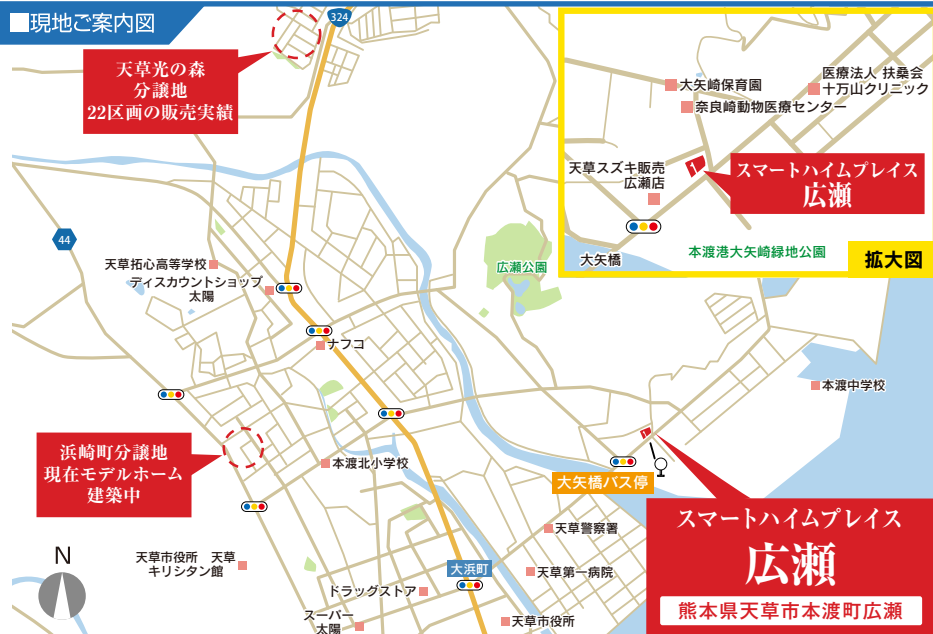 ■現地ご案内図
324
天草光の森
分譲地
22区画の販売実績
大矢崎保育園
奈良崎動物医療センター
医療法人 扶桑会
十万山クリニック
天草スズキ販売
広瀬店
1
スマートハイムプレイス
広瀬
大矢橋
本渡港大矢崎緑地公園
拡大図
44
天草拓心高等学校
ディスカウントショップ
太陽
広瀬公園
ナフコ
本渡中学校
浜崎町分譲地
現在モデルホーム
建築中
本渡北小学校
大矢橋バス停
スマートハイムプレイス
広瀬
熊本県天草市本渡町広瀬
天草警察署
N
天草市役所 天草
キリシタン館
大浜町
天草第一病院
ドラッグストア
スーパー
太陽
天草市役所